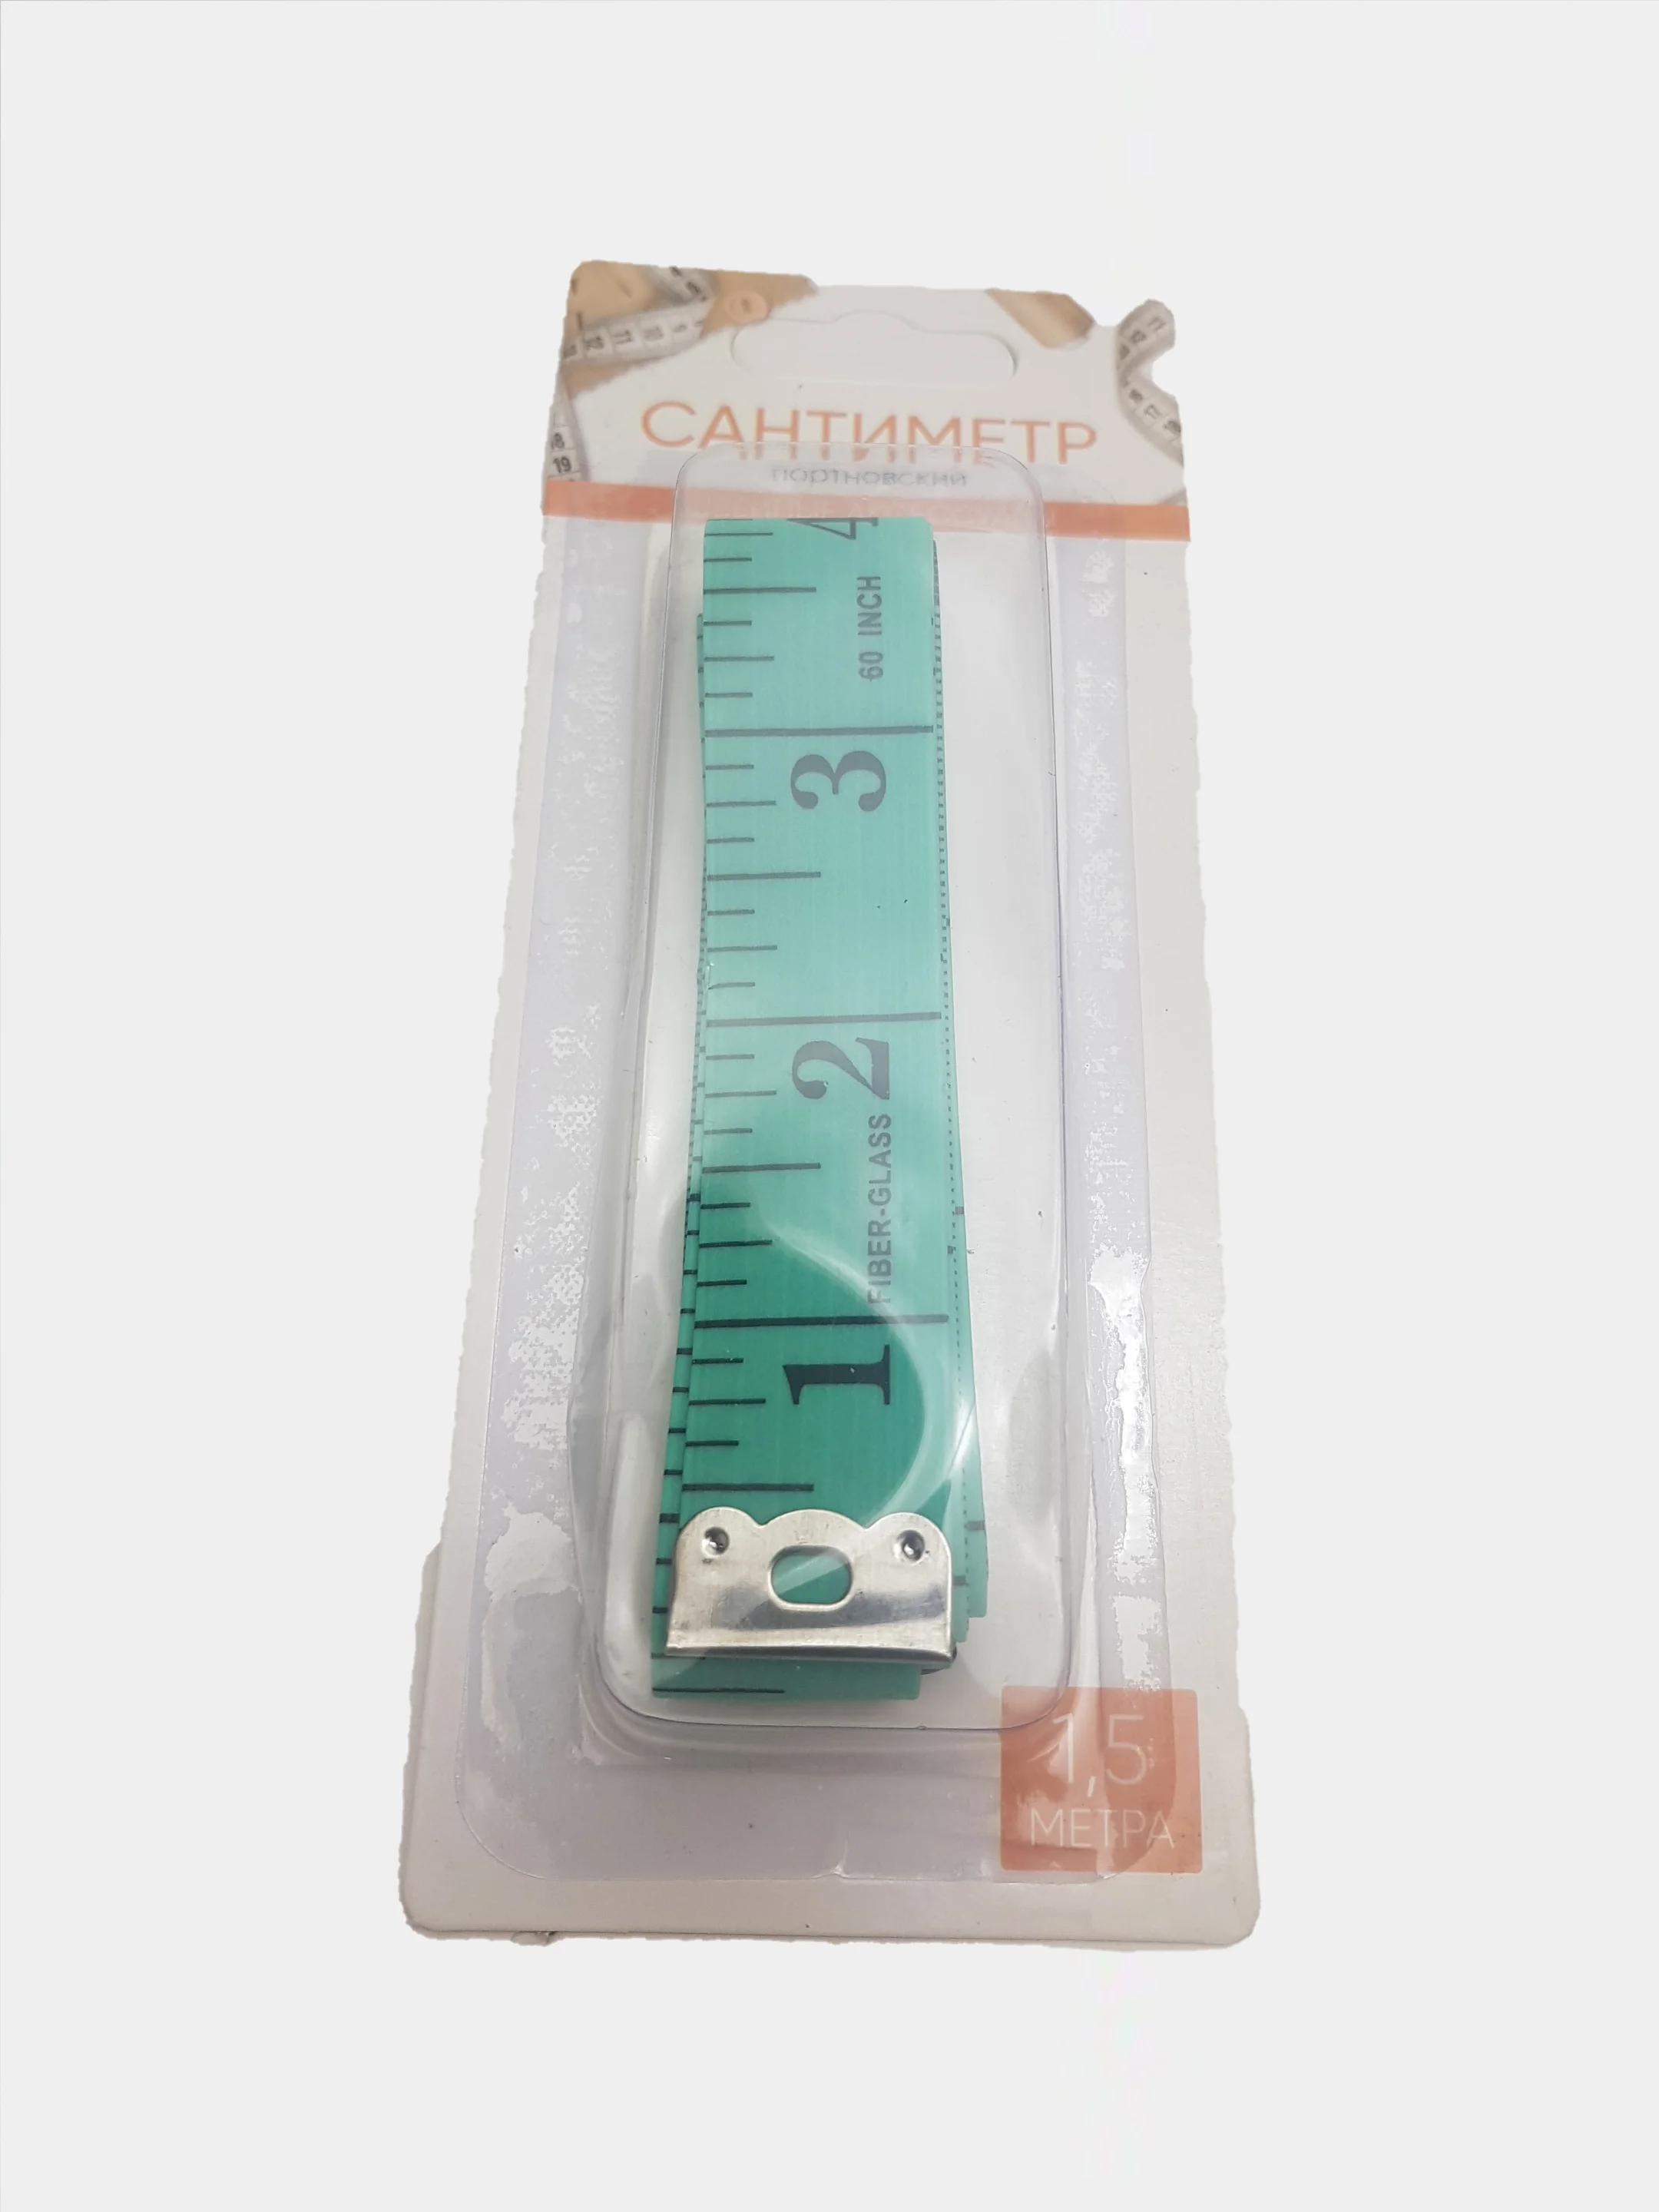 САНТИМЕТР
портновский
4
60 INCH
3
2
FIBER-GLASS
1
1,5
МЕТРА